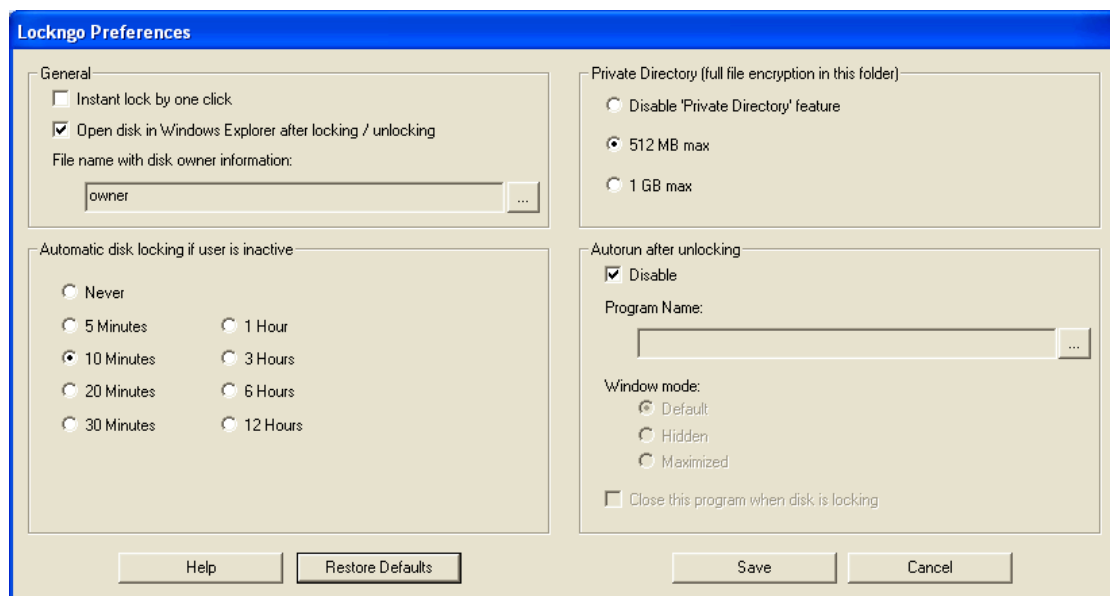 Lockngo Preferences
General
Instant lock by one click
Open disk in Windows Explorer after locking / unlocking
File name with disk owner information:
owner
...
Private Directory (full file encryption in this folder)
Disable 'Private Directory' feature
512 MB max
1 GB max
Automatic disk locking if user is inactive
Never
5 Minutes
1 Hour
10 Minutes
3 Hours
20 Minutes
6 Hours
30 Minutes
12 Hours
Autorun after unlocking
Disable
Program Name:
...
Window mode:
Default
Hidden
Maximized
Close this program when disk is locking
Help
Restore Defaults
Save
Cancel